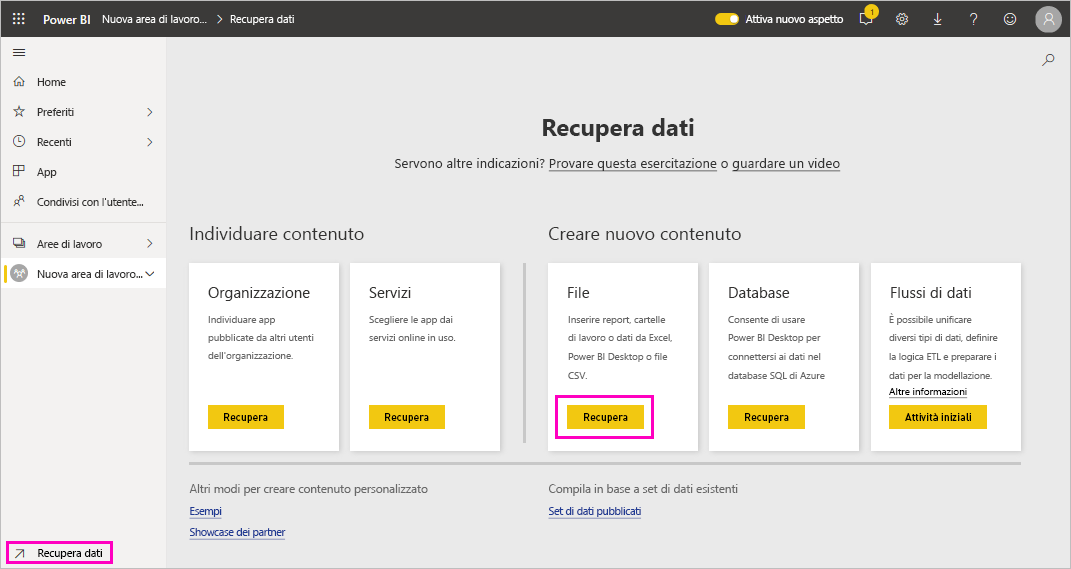 Power BI Nuova area di lavoro... > Recupera dati
Attiva nuovo aspetto
1
Home
Preferiti
Recenti
App
Condivisi con l'utente...
Aree di lavoro
Nuova area di lavoro...
Recupera dati
Recupera dati
Servono altre indicazioni? Provare questa esercitazione o guardare un video
Individuare contenuto
Organizzazione
Individuare app
pubblicate da altri utenti
dell'organizzazione.
Recupera
Servizi
Scegliere le app dai
servizi online in uso.
Recupera
Creare nuovo contenuto
File
Inserire report, cartelle
di lavoro o dati da Excel,
Power BI Desktop o file
CSV.
Recupera
Database
Consente di usare
Power BI Desktop per
connettersi ai dati nel
database SQL di Azure
Recupera
Flussi di dati
È possibile unificare
diversi tipi di dati, definire
la logica ETL e preparare i
dati per la modellazione.
Altre informazioni
Attività iniziali
Altri modi per creare contenuto personalizzato
Esempi
Showcase dei partner
Compila in base a set di dati esistenti
Set di dati pubblicati